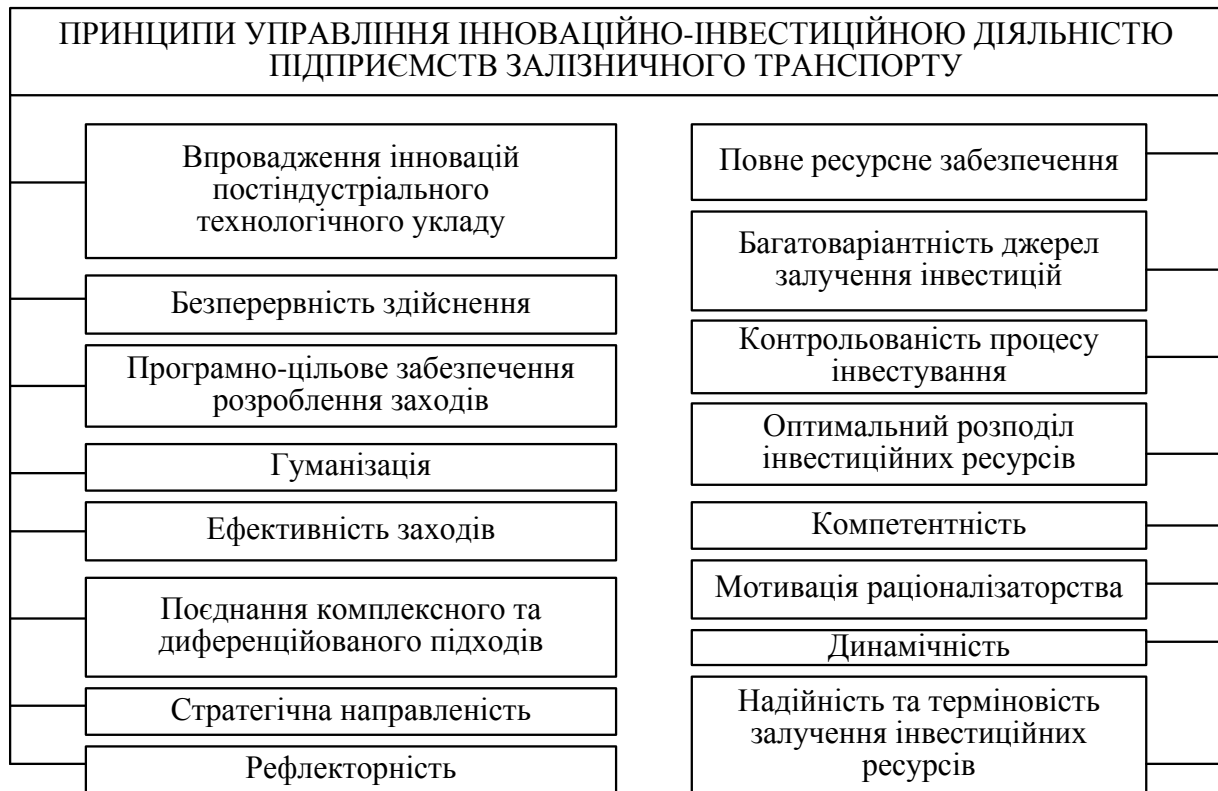 ПРИНЦИПИ УПРАВЛІННЯ ІННОВАЦІЙНО-ІНВЕСТИЦІЙНОЮ ДІЯЛЬНІСТЮ
ПІДПРИЄМСТВ ЗАЛІЗНИЧНОГО ТРАНСПОРТУ
Впровадження інновацій
постіндустріального
технологічного укладу
Безперервність здійснення
Програмно-цільове забезпечення
розроблення заходів
Гуманізація
Ефективність заходів
Поєднання комплексного та
диференційованого підходів
Стратегічна направленість
Рефлекторність
Повне ресурсне забезпечення
Багатоваріантність джерел
залучення інвестицій
Контрольованість процесу
інвестування
Оптимальний розподіл
інвестиційних ресурсів
Компетентність
Мотивація раціоналізаторства
Динамічність
Надійність та терміновість
залучення інвестиційних
ресурсів